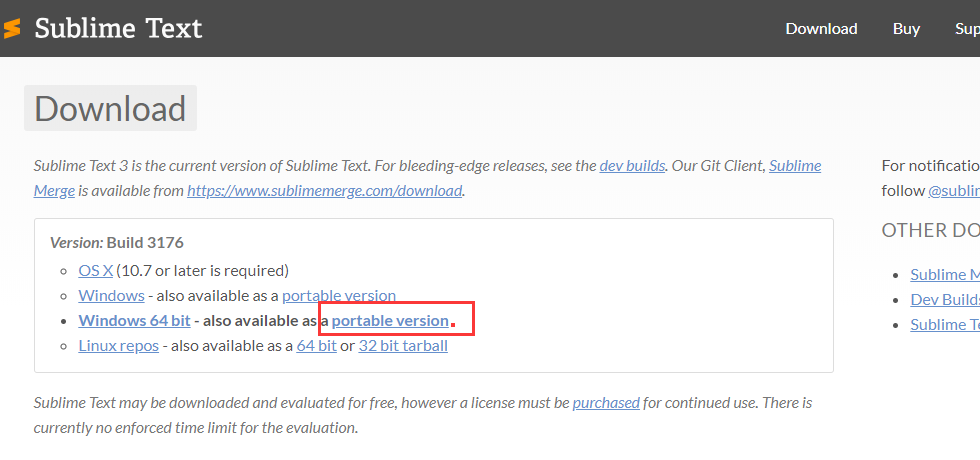 Sublime Text
Download Buy Sup
Download
Sublime Text 3 is the current version of Sublime Text. For bleeding-edge releases, see the dev builds. Our Git Client, Sublime
Merge is available from https://www.sublimemerge.com/download.
Version: Build 3176
OS X (10.7 or later is required)
Windows - also available as a portable version
Windows 64 bit - also available as a portable version.
Linux repos - also available as a 64 bit or 32 bit tarball
Sublime Text may be downloaded and evaluated for free, however a license must be purchased for continued use. There is
currently no enforced time limit for the evaluation.
For notificatio
follow @sublim
OTHER DO
Sublime M
Dev Builds
Sublime Te